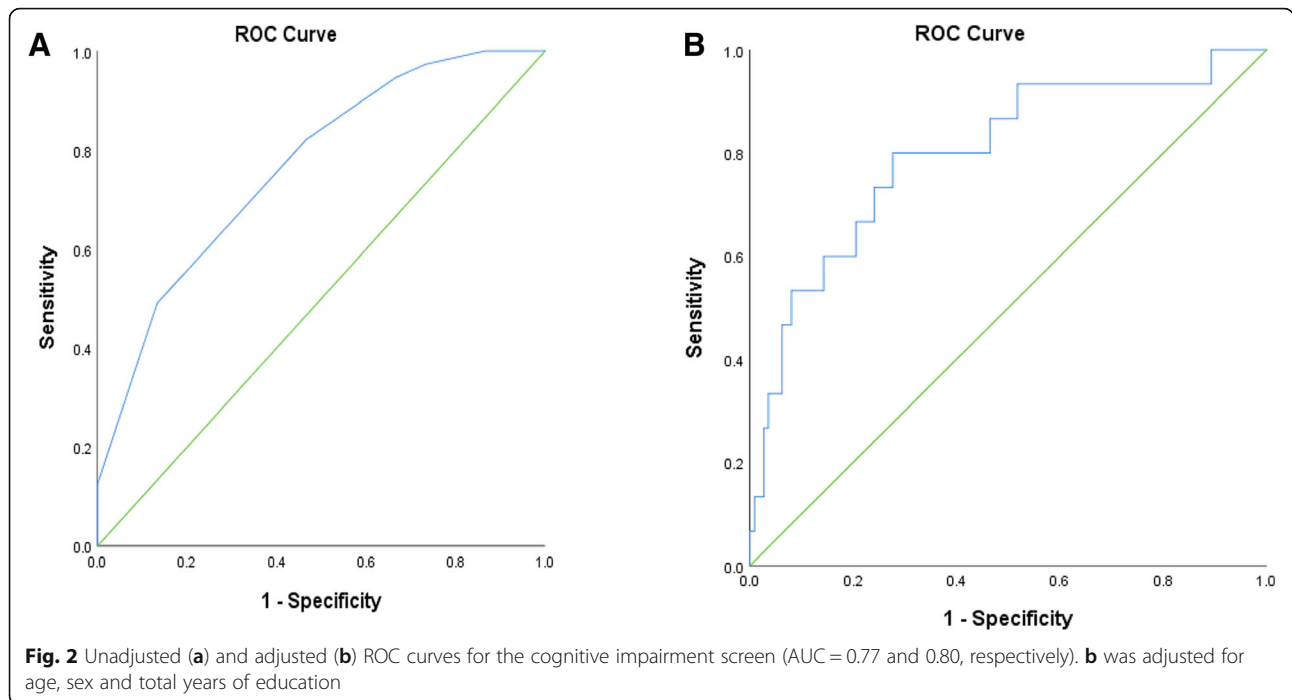 A
ROC Curve
1.0
0.8
0.6
0.4
0.2
0.0
Sensitivity
0.0 0.2 0.4 0.6 0.8 1.0
1 - Specificity
B
ROC Curve
1.0
0.8
0.6
0.4
0.2
0.0
Sensitivity
0.0 0.2 0.4 0.6 0.8 1.0
1 - Specificity
Fig. 2 Unadjusted (a) and adjusted (b) ROC curves for the cognitive impairment screen (AUC = 0.77 and 0.80, respectively). b was adjusted for
age, sex and total years of education